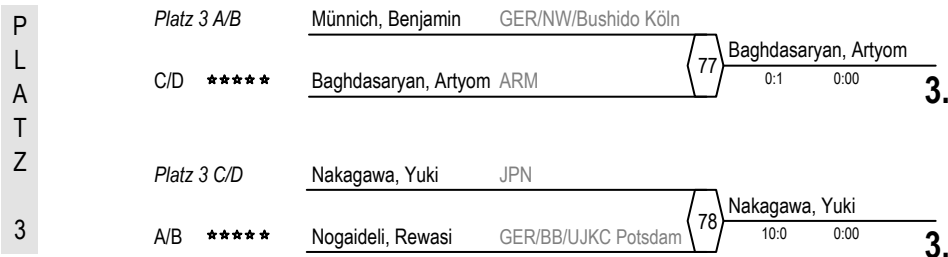 PLATZ 3
Platz 3 A/B Münnich, Benjamin GER/NW/Bushido Köln
77 Baghdasaryan, Artyom
C/D ***** Baghdasaryan, Artyom ARM
0:1 0:00 3.
Platz 3 C/D Nakagawa, Yuki JPN
78 Nakagawa, Yuki
A/B ***** Nogaideli, Rewasi GER/BB/UJKC Potsdam
10:0 0:00 3.